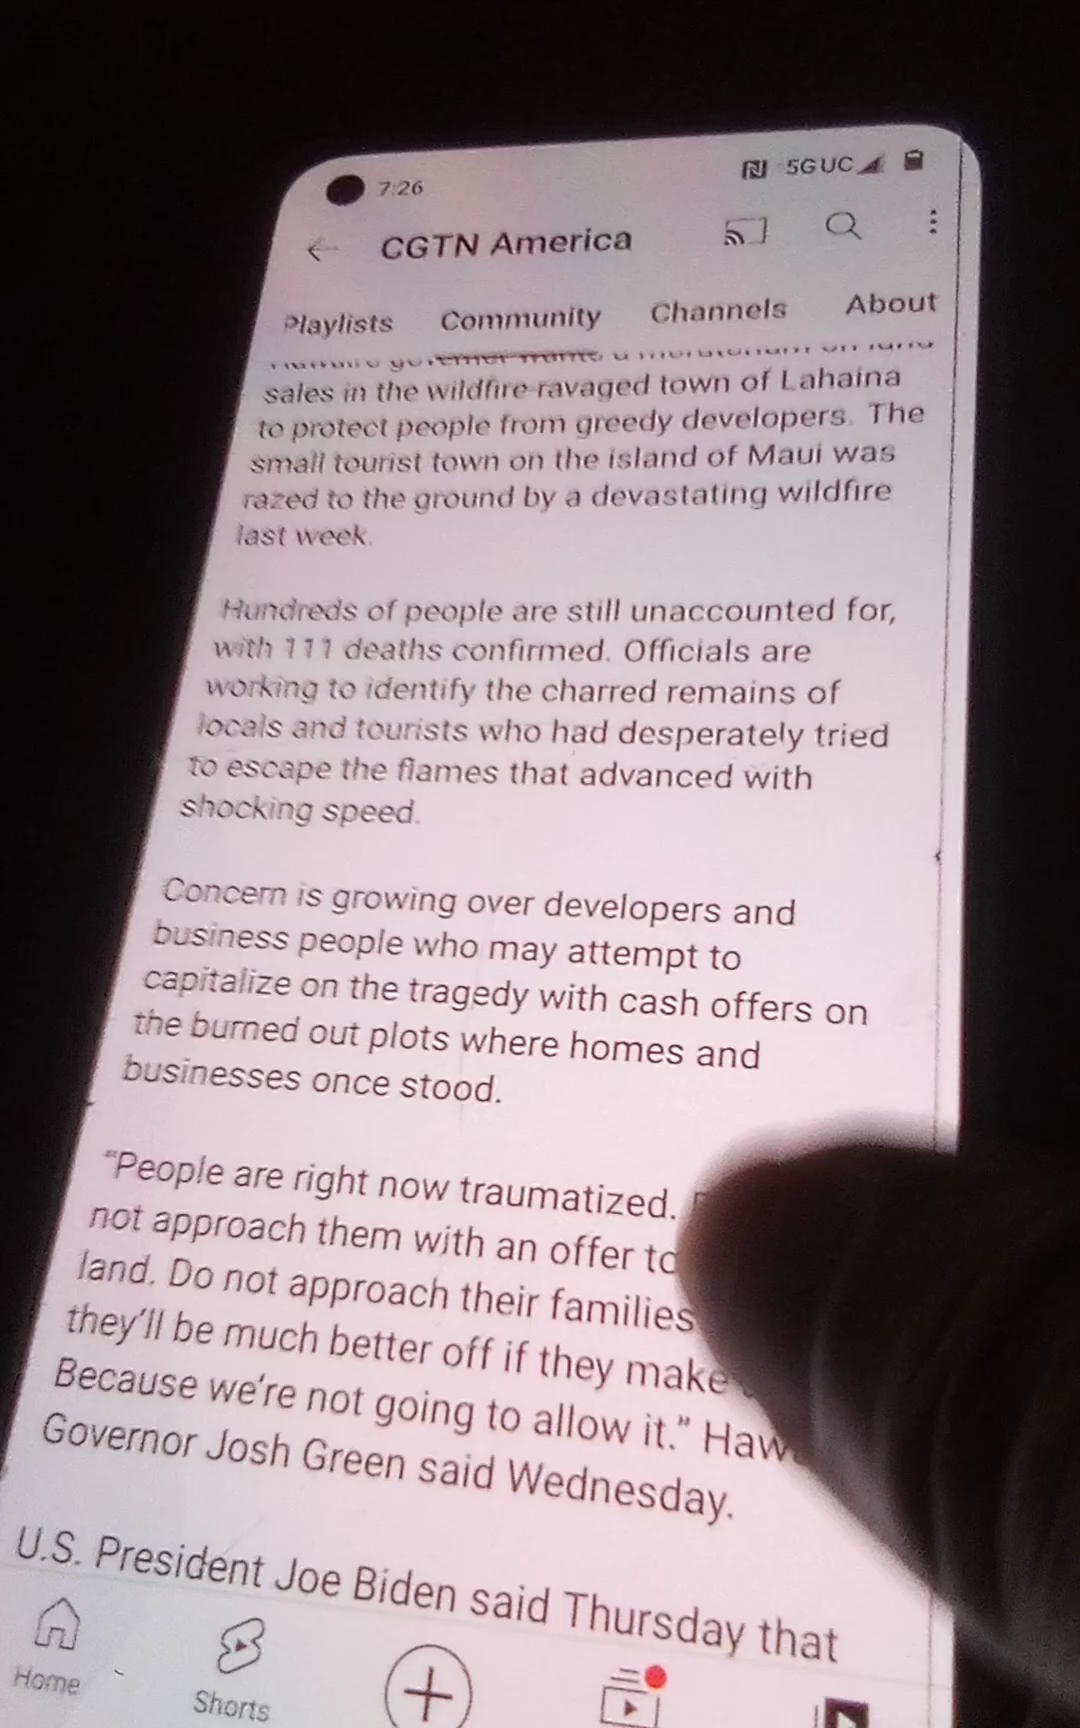 7:26
5G UC
CGTN America
Playlists Community Channels About
sales in the wildfire-ravaged town of Lahaina
to protect people from greedy developers. The
small tourist town on the island of Maui was
razed to the ground by a devastating wildfire
last week.
Hundreds of people are still unaccounted for,
with 111 deaths confirmed. Officials are
working to identify the charred remains of
locals and tourists who had desperately tried
to escape the flames that advanced with
shocking speed.
Concern is growing over developers and
business people who may attempt to
capitalize on the tragedy with cash offers on
the burned out plots where homes and
businesses once stood.
“People are right now traumatized.
not approach them with an offer to
land. Do not approach their families
they’ll be much better off if they make
Because we’re not going to allow it.”
Governor Josh Green said Wednesday.
U.S. President Joe Biden said Thursday that
Home
Shorts